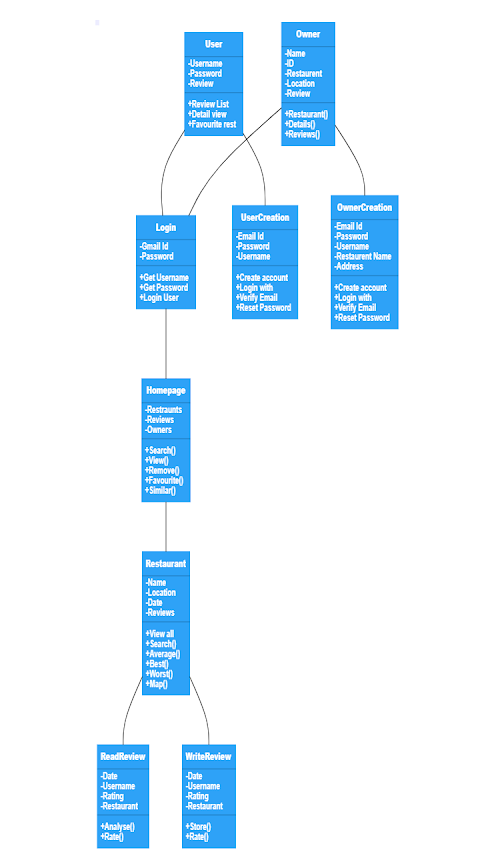 User
-Username
-Password
-Review
+Review List
+Detail view
+Favourite rest
Owner
-Name
-ID
-Restaurent
-Location
-Review
+Restaurant()
+Details()
+Reviews()
Login
-Gmail Id
-Password
+Get Username
+Get Password
+Login User
UserCreation
-Email Id
-Password
-Username
+Create account
+Login with
+Verify Email
+Reset Password
OwnerCreation
-Email Id
-Password
-Username
-Restaurent Name
-Address
+Create account
+Login with
+Verify Email
+Reset Password
Homepage
-Restraunts
-Reviews
-Owners
+Search()
+View()
+Remove()
+Favourite()
+Similar()
Restaurant
-Name
-Location
-Date
-Reviews
+View all
+Search()
+Average()
+Best()
+Worst()
+Map()
ReadReview
-Date
-Username
-Rating
-Restaurant
+Analyse()
+Rate()
WriteReview
-Date
-Username
-Rating
-Restaurant
+Store()
+Rate()